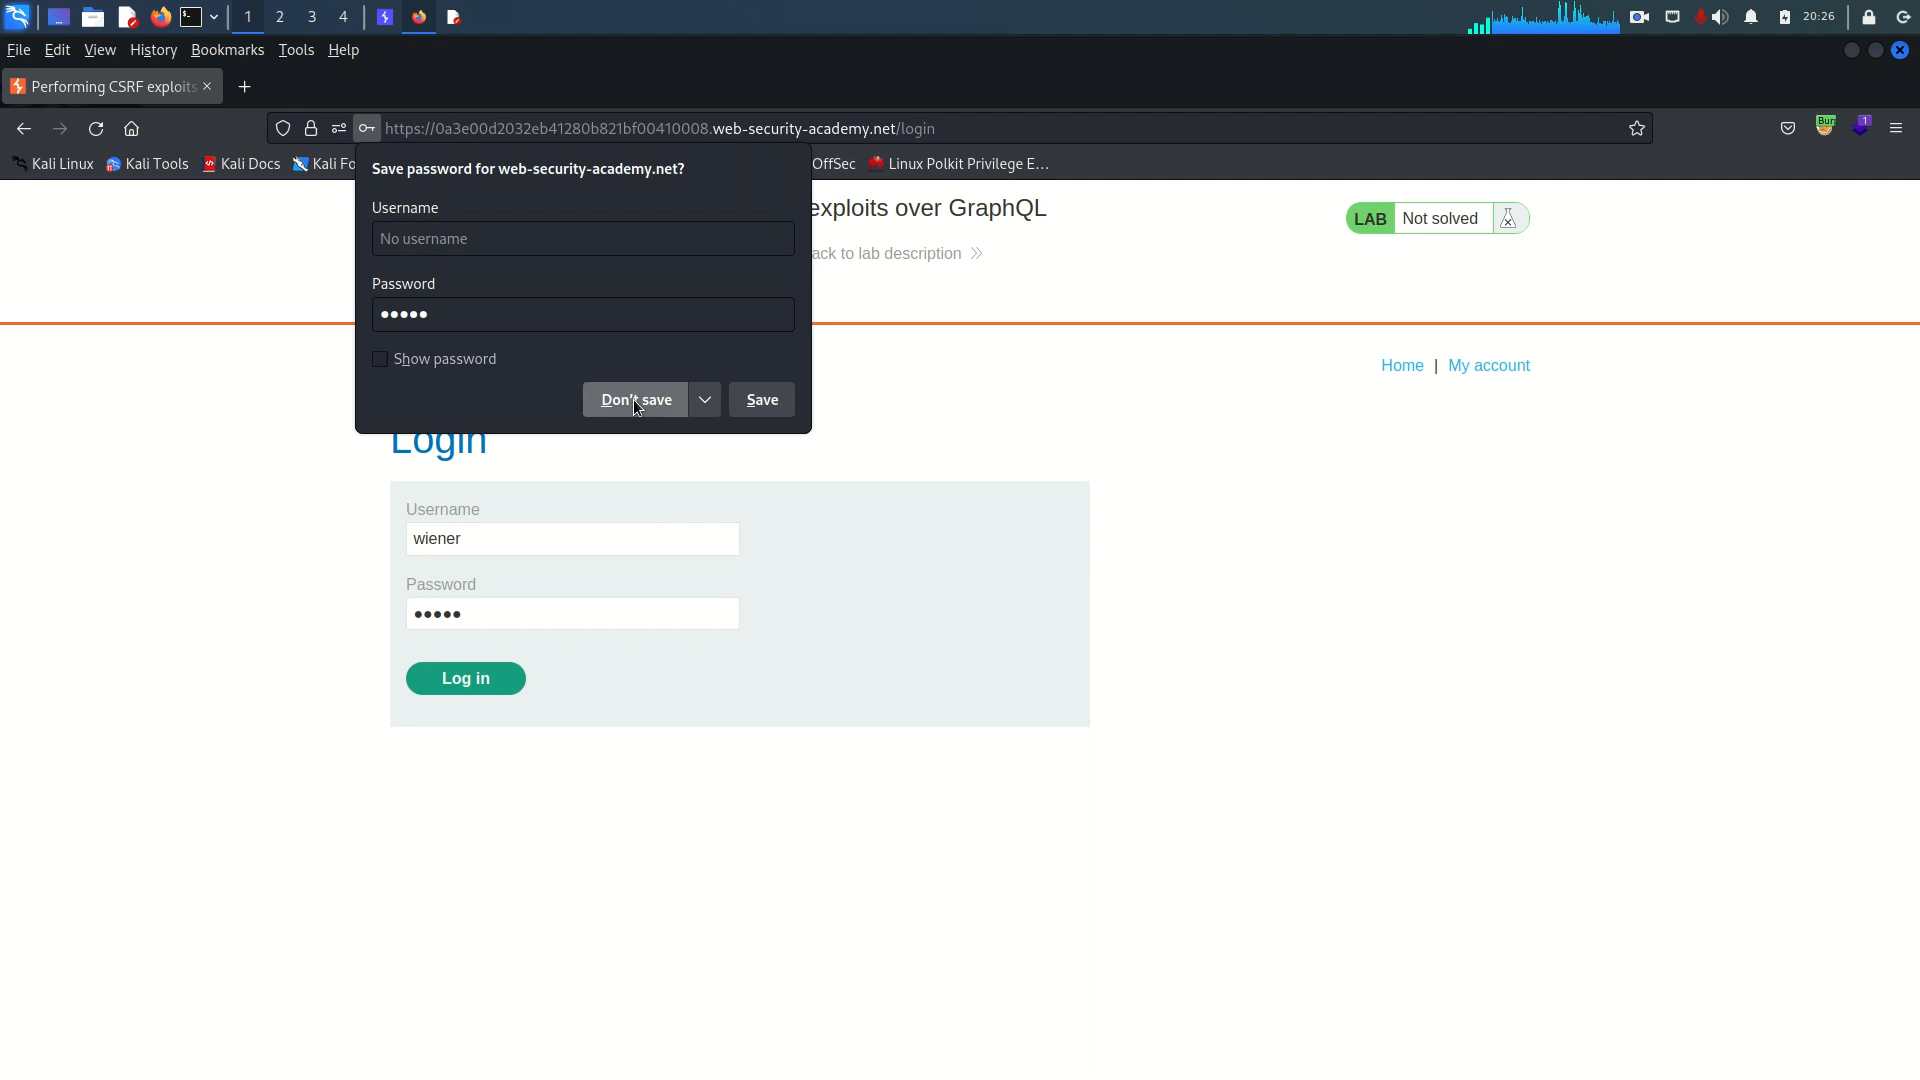 1 2 3 4
20:26
File Edit View History Bookmarks Tools Help
Performing CSRF exploits
https://0a3e00d2032eb41280b821bf00410008.web-security-academy.net/login
Bur
1
Kali Linux Kali Tools Kali Docs Kali Fo OffSec Linux Polkit Privilege E...
Save password for web-security-academy.net?
Username
No username
Password
●●●●●
Show password
Don't save Save
exploits over GraphQL
ack to lab description
LAB Not solved
Home | My account
Login
Username
wiener
Password
●●●●●
Log in